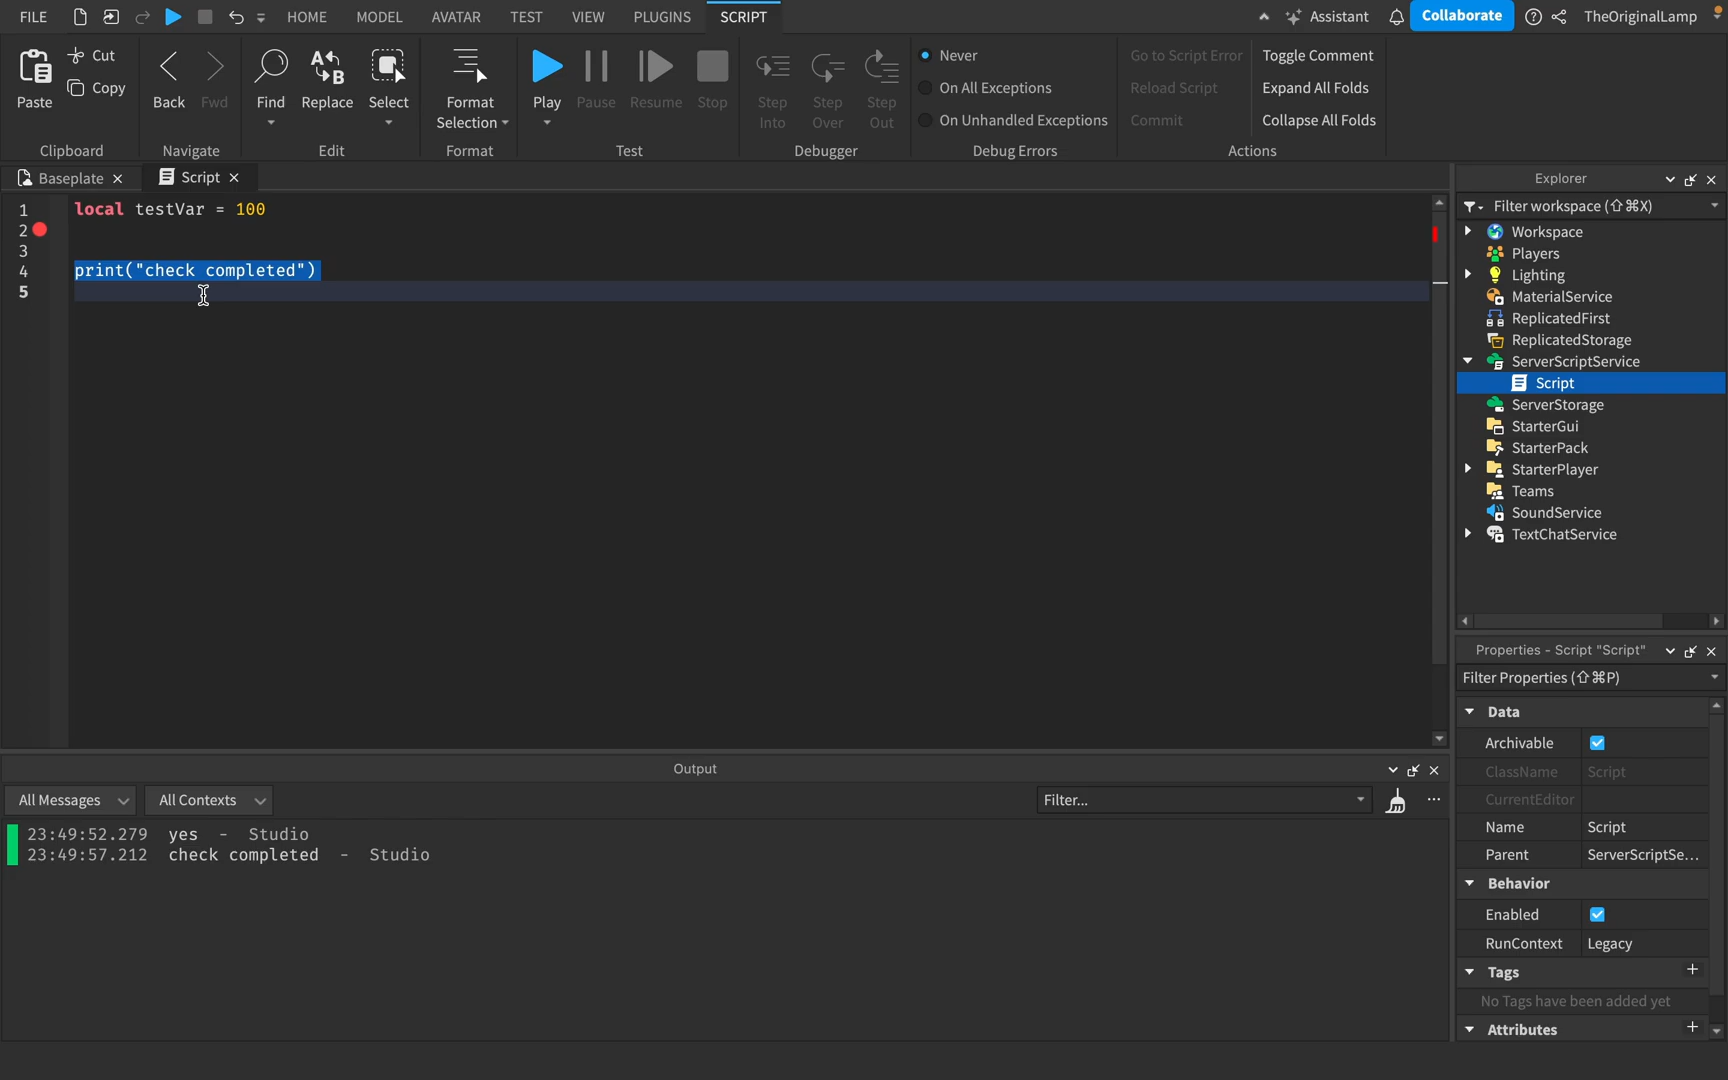 FILE HOME MODEL AVATAR TEST VIEW PLUGINS SCRIPT Assistant Collaborate TheOriginalLamp
Paste Cut Copy
Clipboard
Back Fwd
Navigate
Find Replace Select
Edit
Format Selection
Format
Play Pause Resume Stop
Test
Step Into Step Over Step Out
Debugger
Never
On All Exceptions
On Unhandled Exceptions
Debug Errors
Go to Script Error
Reload Script
Commit
Toggle Comment
Expand All Folds
Collapse All Folds
Actions
Baseplate Script
1 local testVar = 100
2
3
4 print("check completed")
5
Explorer
Filter workspace (⇧⌘X)
Workspace
Players
Lighting
MaterialService
ReplicatedFirst
ReplicatedStorage
ServerScriptService
Script
ServerStorage
StarterGui
StarterPack
StarterPlayer
Teams
SoundService
TextChatService
Properties - Script "Script"
Filter Properties (⇧⌘P)
Data
Archivable
ClassName Script
CurrentEditor
Name Script
Parent ServerScriptSe...
Behavior
Enabled
RunContext Legacy
Tags
No Tags have been added yet
Attributes
Output
All Messages All Contexts Filter...
23:49:52.279 yes - Studio
23:49:57.212 check completed - Studio